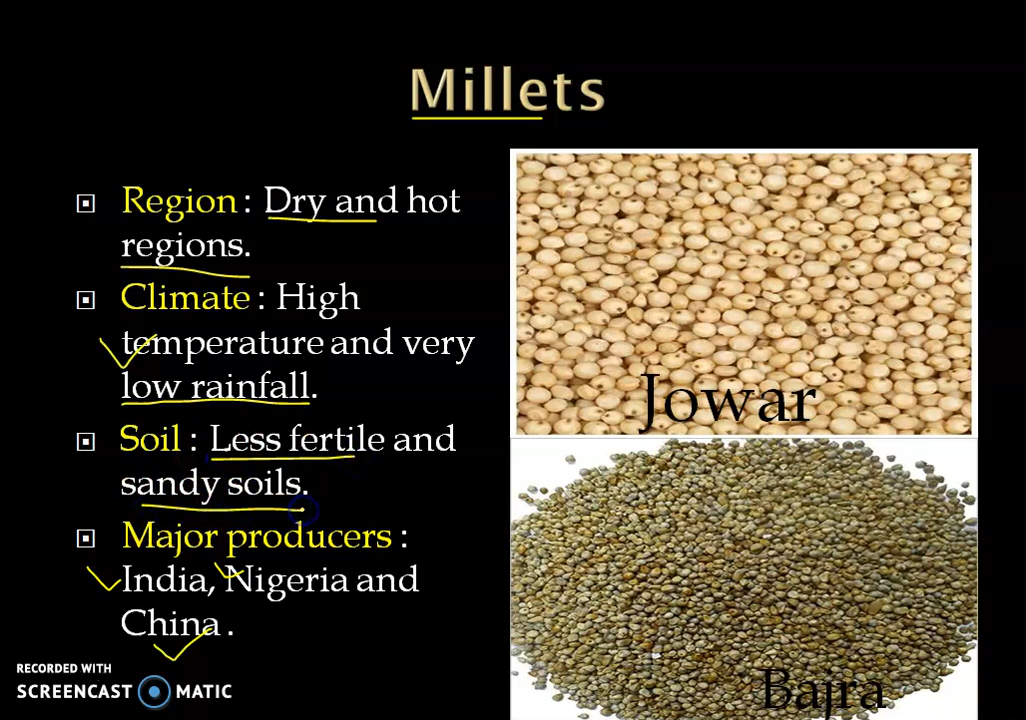 Millets
Region : Dry and hot
regions.
Climate : High
temperature and very
low rainfall.
Soil : Less fertile and
sandy soils.
Major producers :
India, Nigeria and
China .
Jowar
Bajra
RECORDED WITH
SCREENCAST MATIC